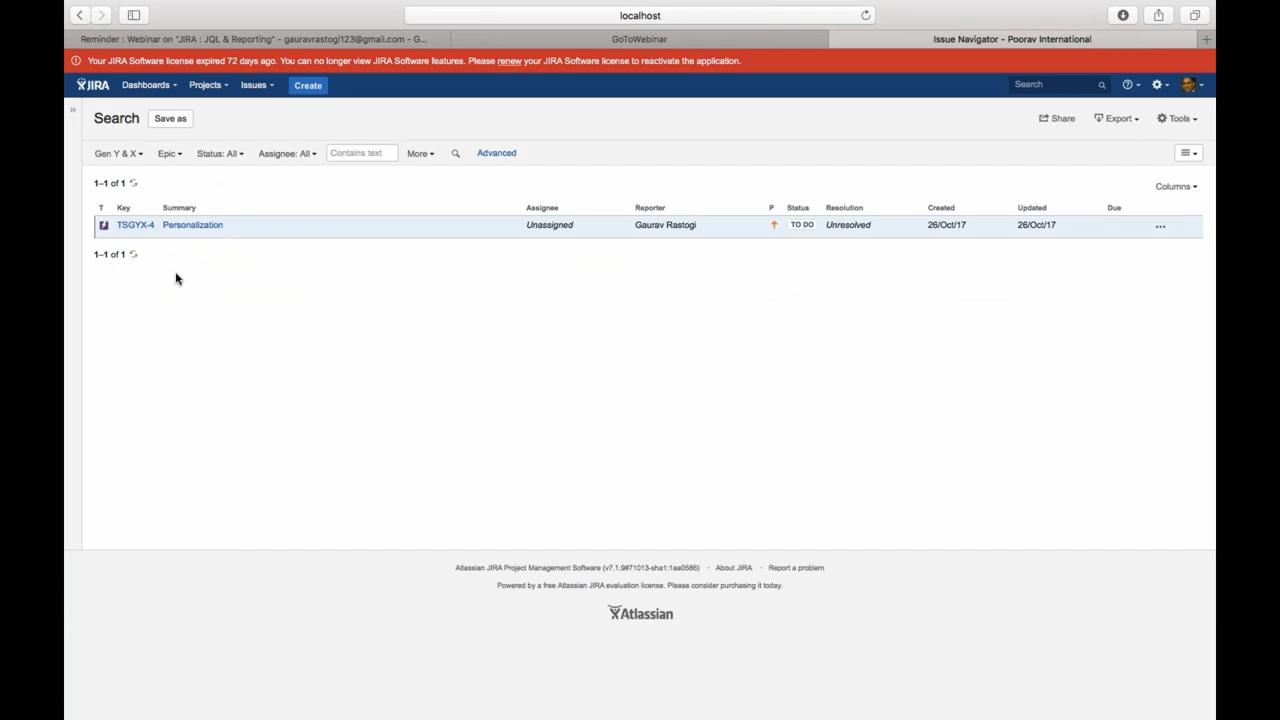 localhost
Reminder : Webinar on "JIRA : JQL & Reporting" - gauravrastogi123@gmail.com - G... GoToWebinar Issue Navigator - Poorav International
Your JIRA Software license expired 72 days ago. You can no longer view JIRA Software features. Please renew your JIRA Software license to reactivate the application.
JIRA Dashboards Projects Issues Create Search
Search Save as Share Export Tools
Gen Y & X Epic Status: All Assignee: All Contains text More Advanced
1–1 of 1
Columns
T Key Summary Assignee Reporter P Status Resolution Created Updated Due
TSGYX-4 Personalization Unassigned Gaurav Rastogi TO DO Unresolved 26/Oct/17 26/Oct/17 ...
1–1 of 1
Atlassian JIRA Project Management Software (v7.1.9#71013-sha1:1aa0586) · About JIRA · Report a problem
Powered by a free Atlassian JIRA evaluation license. Please consider purchasing it today.
Atlassian